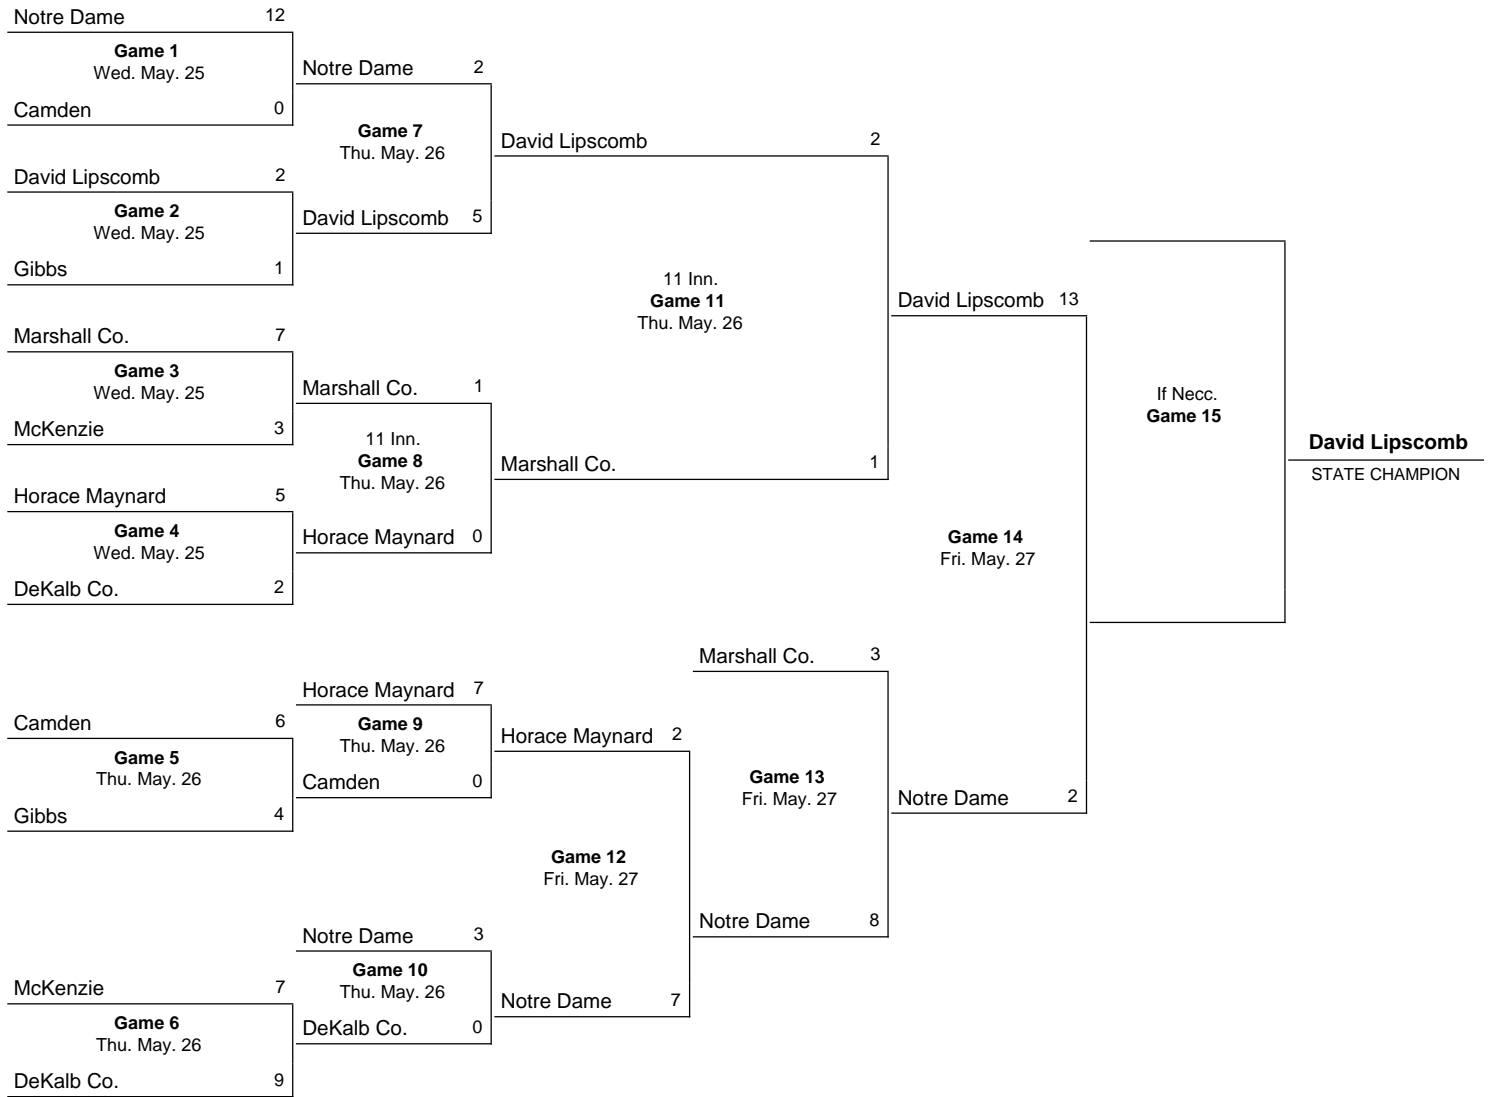 Notre Dame 12
Game 1
Wed. May. 25
Camden 0
David Lipscomb 2
Game 2
Wed. May. 25
Gibbs 1
Marshall Co. 7
Game 3
Wed. May. 25
McKenzie 3
Horace Maynard 5
Game 4
Wed. May. 25
DeKalb Co. 2
Camden 6
Game 5
Thu. May. 26
Gibbs 4
McKenzie 7
Game 6
Thu. May. 26
DeKalb Co. 9
Notre Dame 2
Game 7
Thu. May. 26
David Lipscomb 5
Marshall Co. 1
11 Inn.
Game 8
Thu. May. 26
Horace Maynard 0
Horace Maynard 7
Game 9
Thu. May. 26
Camden 0
Notre Dame 3
Game 10
Thu. May. 26
DeKalb Co. 0
David Lipscomb 2
11 Inn.
Game 11
Thu. May. 26
Marshall Co. 1
Horace Maynard 2
Game 12
Fri. May. 27
Notre Dame 7
Marshall Co. 3
Game 13
Fri. May. 27
Notre Dame 8
David Lipscomb 13
Game 14
Fri. May. 27
Notre Dame 2
If Necc.
Game 15
David Lipscomb
STATE CHAMPION